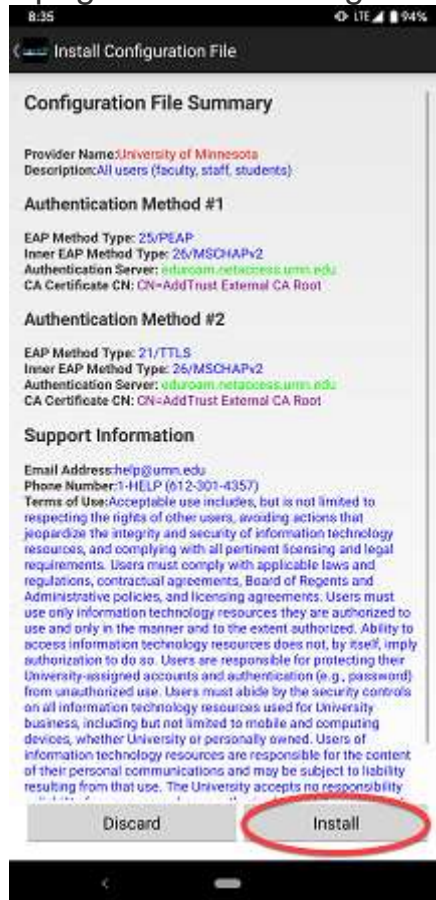 8:35 LTE 94%
Install Configuration File
Configuration File Summary
Provider Name:University of Minnesota
Description:All users (faculty, staff, students)
Authentication Method #1
EAP Method Type: 25/PEAP
Inner EAP Method Type: 26/MSCHAPv2
Authentication Server: eduroam.netaccess.umn.edu
CA Certificate CN: CN=AddTrust External CA Root
Authentication Method #2
EAP Method Type: 21/TTLS
Inner EAP Method Type: 26/MSCHAPv2
Authentication Server: eduroam.netaccess.umn.edu
CA Certificate CN: CN=AddTrust External CA Root
Support Information
Email Address:help@umn.edu
Phone Number:1-HELP (612-301-4357)
Terms of Use:Acceptable use includes, but is not limited to
respecting the rights of other users, avoiding actions that
jeopardize the integrity and security of information technology
resources, and complying with all pertinent licensing and legal
requirements. Users must comply with applicable laws and
regulations, contractual agreements, Board of Regents and
Administrative policies, and licensing agreements. Users must
use only information technology resources they are authorized to
use and only in the manner and to the extent authorized. Ability to
access information technology resources does not, by itself, imply
authorization to do so. Users are responsible for protecting their
University-assigned accounts and authentication (e.g., password)
from unauthorized use. Users must abide by the security controls
on all information technology resources used for University
business, including but not limited to mobile and computing
devices, whether University or personally owned. Users of
information technology resources are responsible for the content
of their personal communications and may be subject to liability
resulting from that use. The University accepts no responsibility
Discard
Install